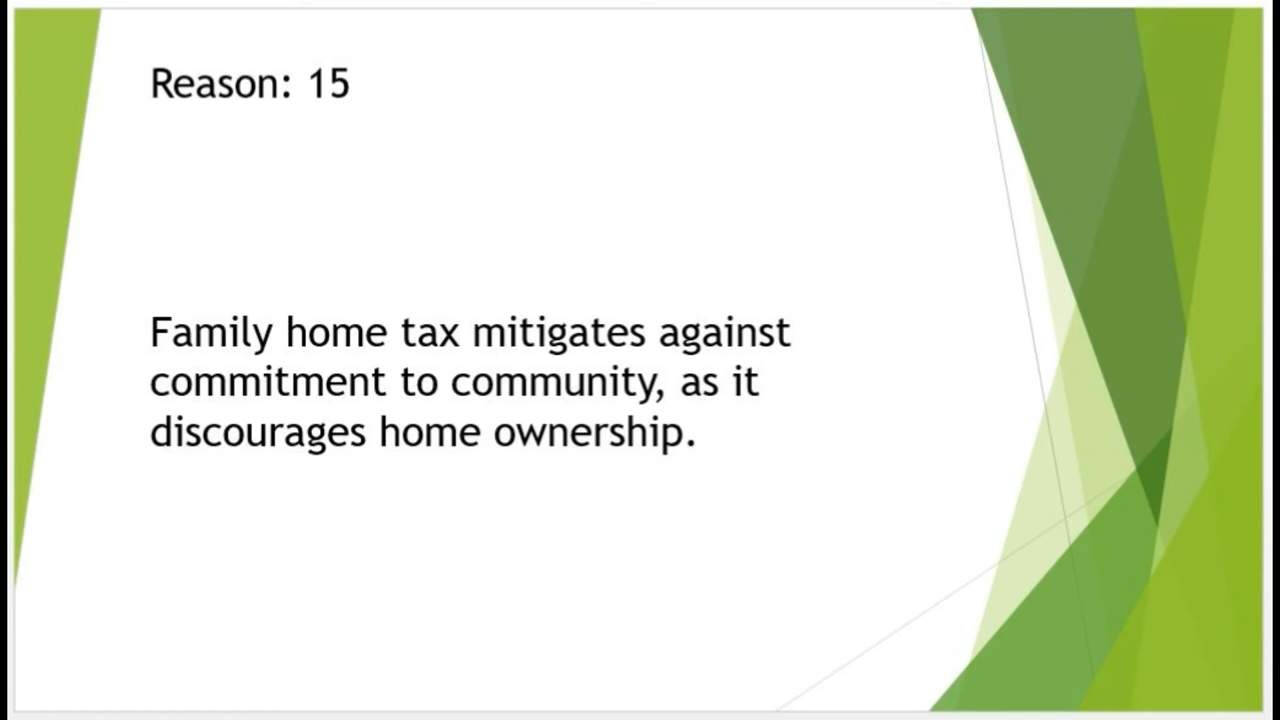 Reason: 15
Family home tax mitigates against
commitment to community, as it
discourages home ownership.